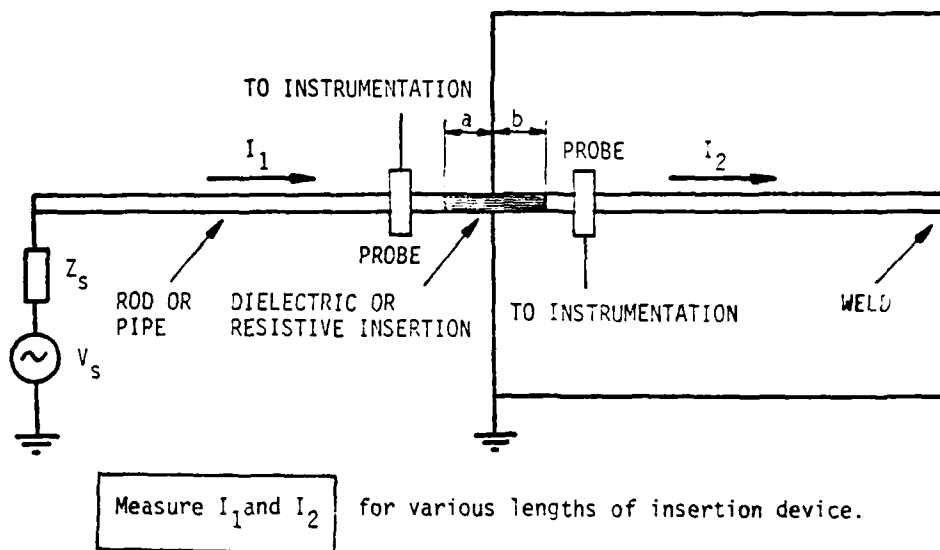 TO INSTRUMENTATION
a b
I1
PROBE
I2
PROBE
Zs
ROD OR
PIPE
DIELECTRIC OR
RESISTIVE INSERTION
TO INSTRUMENTATION
WELD
Vs
Measure I1 and I2 for various lengths of insertion device.